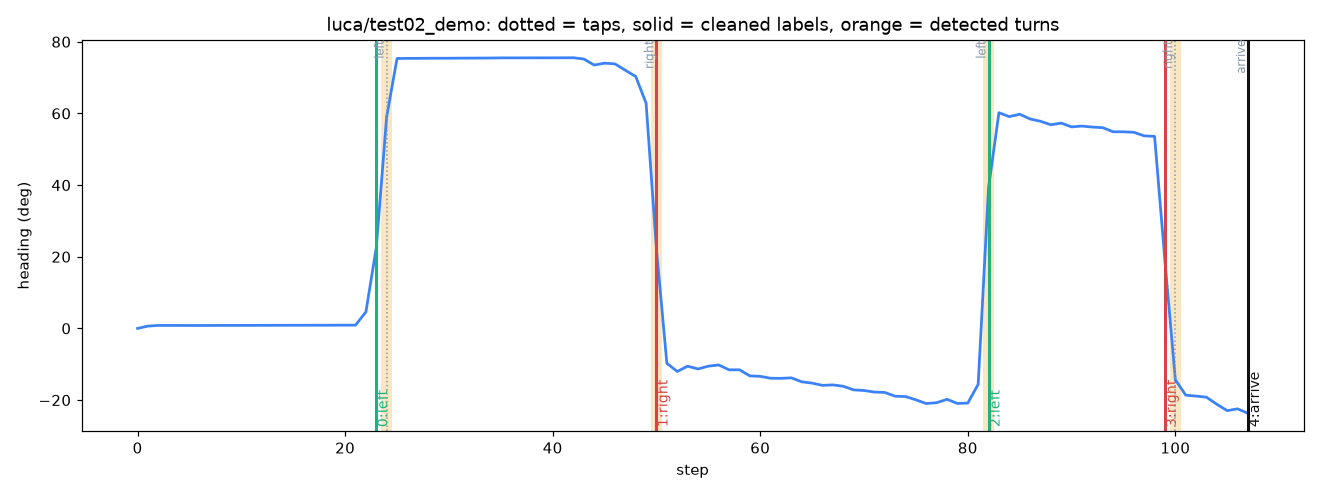 luca/test02_demo: dotted = taps, solid = cleaned labels, orange = detected turns
heading (deg)
80
60
40
20
0
−20
left
right
left
right
arrive
0:left
1:right
2:left
3:right
4:arrive
0
20
40
60
80
100
step